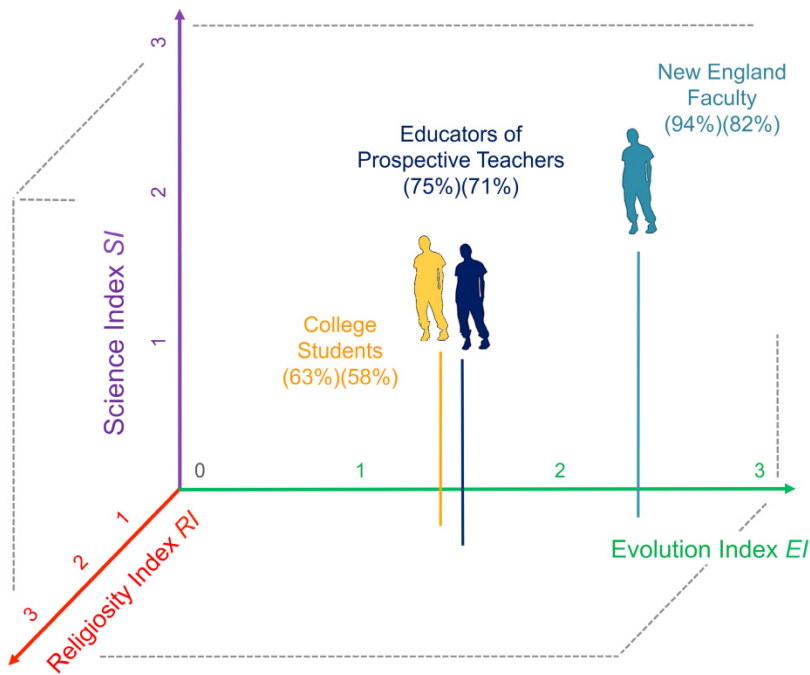 3
2
1
Science Index SI
New England
Faculty
(94%)(82%)
Educators of
Prospective Teachers
(75%)(71%)
College
Students
(63%)(58%)
0
1
2
3
Evolution Index EI
1
2
3
Religiosity Index RI